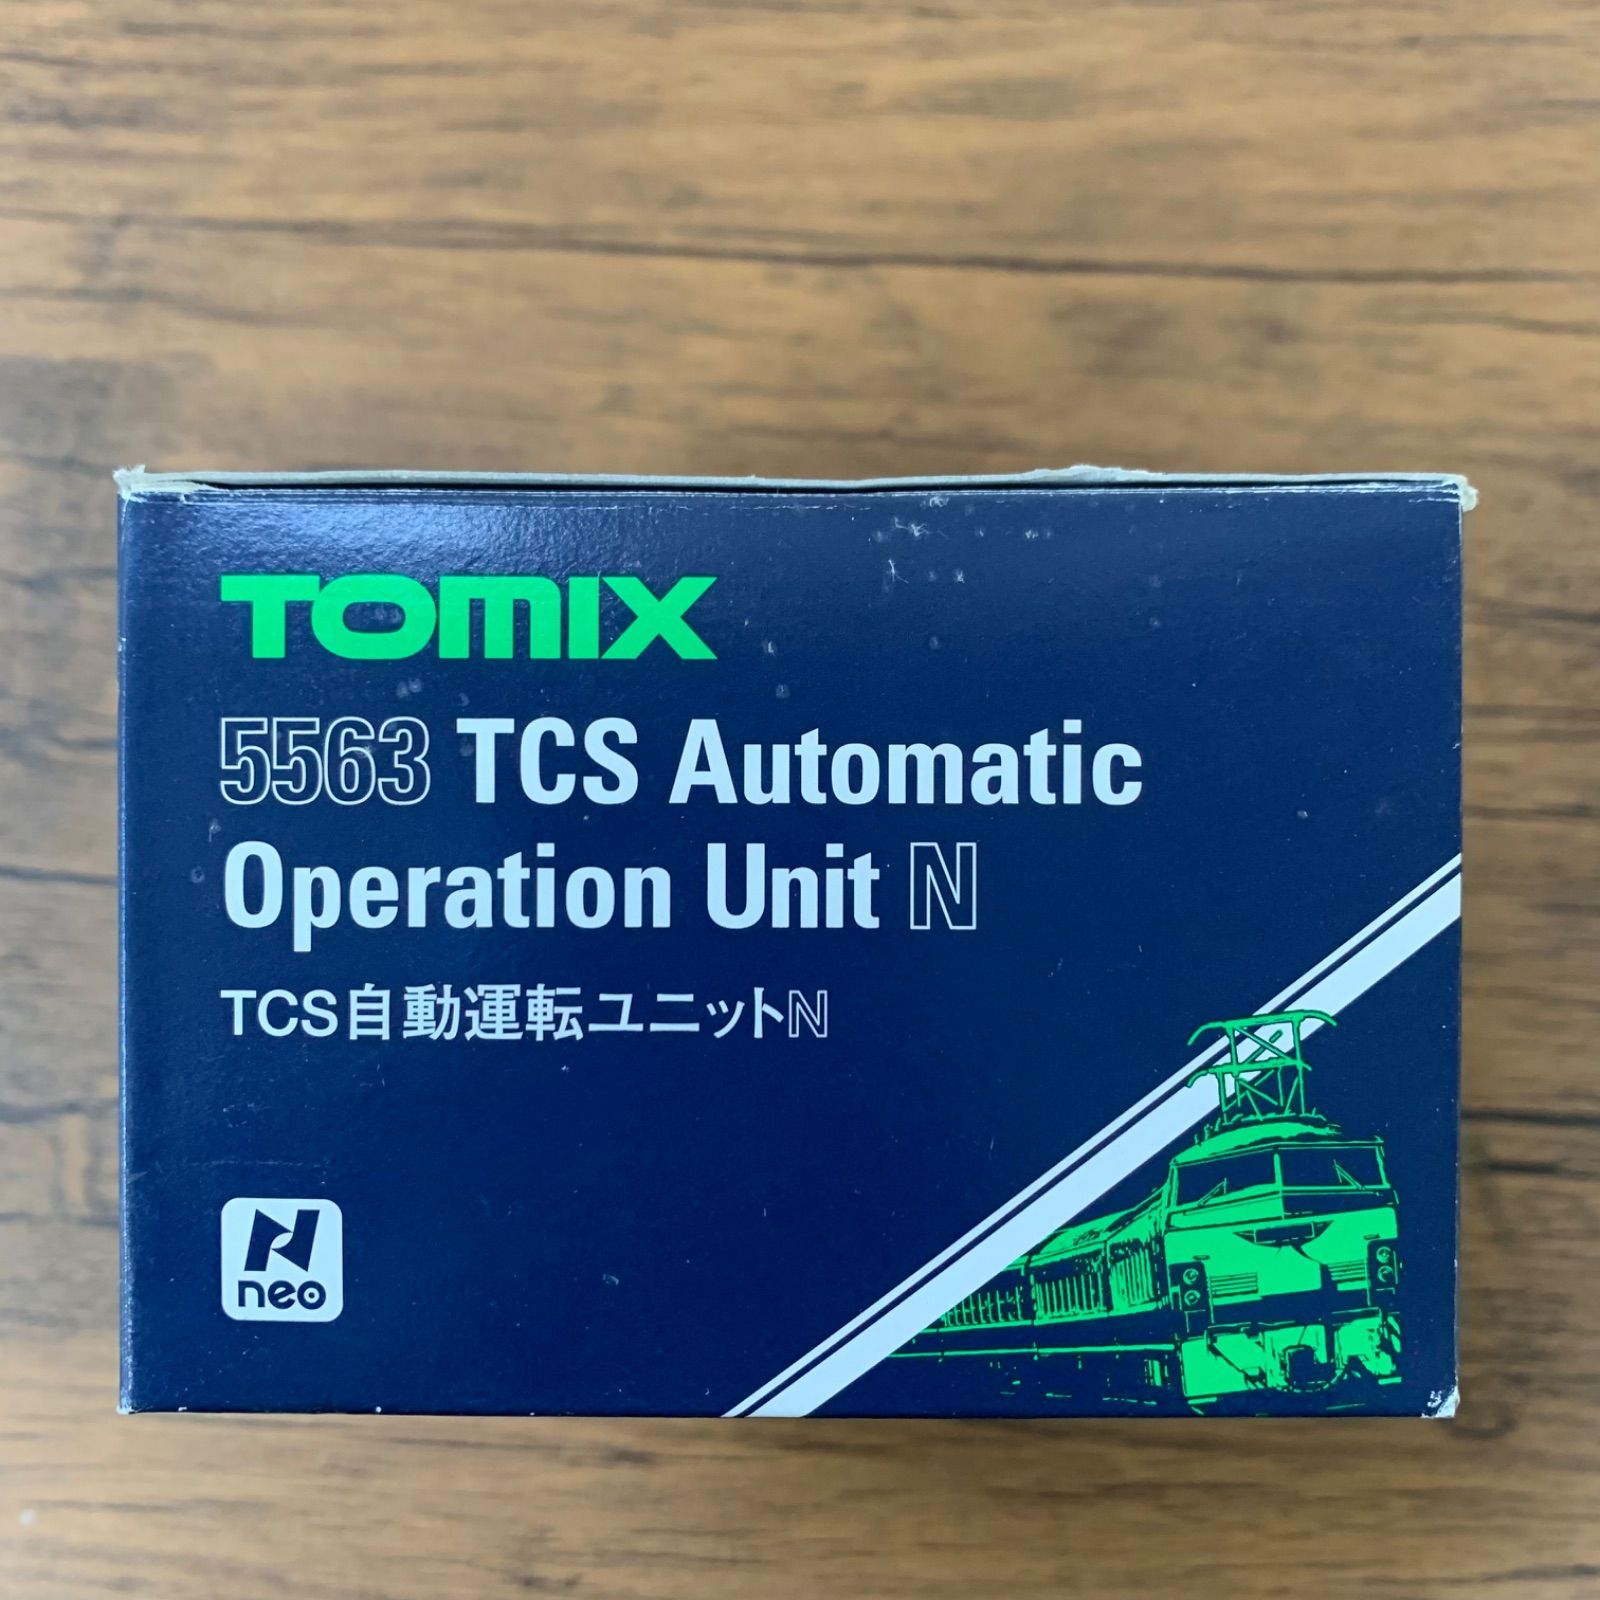 TOMIX
5563 TCS Automatic
Operation Unit N
TCS自動運転ユニットN
N
neo